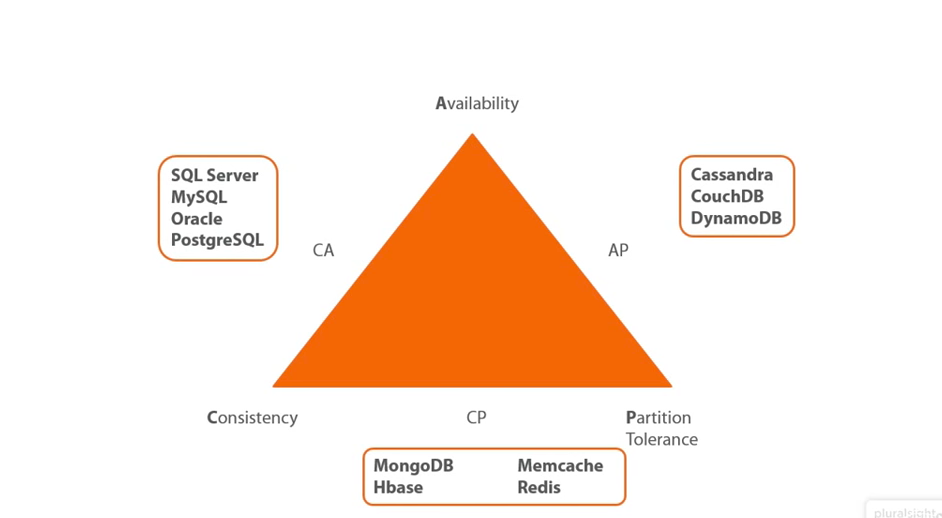 Availability
SQL Server
MySQL
Oracle
PostgreSQL
Cassandra
CouchDB
DynamoDB
CA
AP
Consistency
CP
Partition
Tolerance
MongoDB Memcache
Hbase Redis
pluralsight